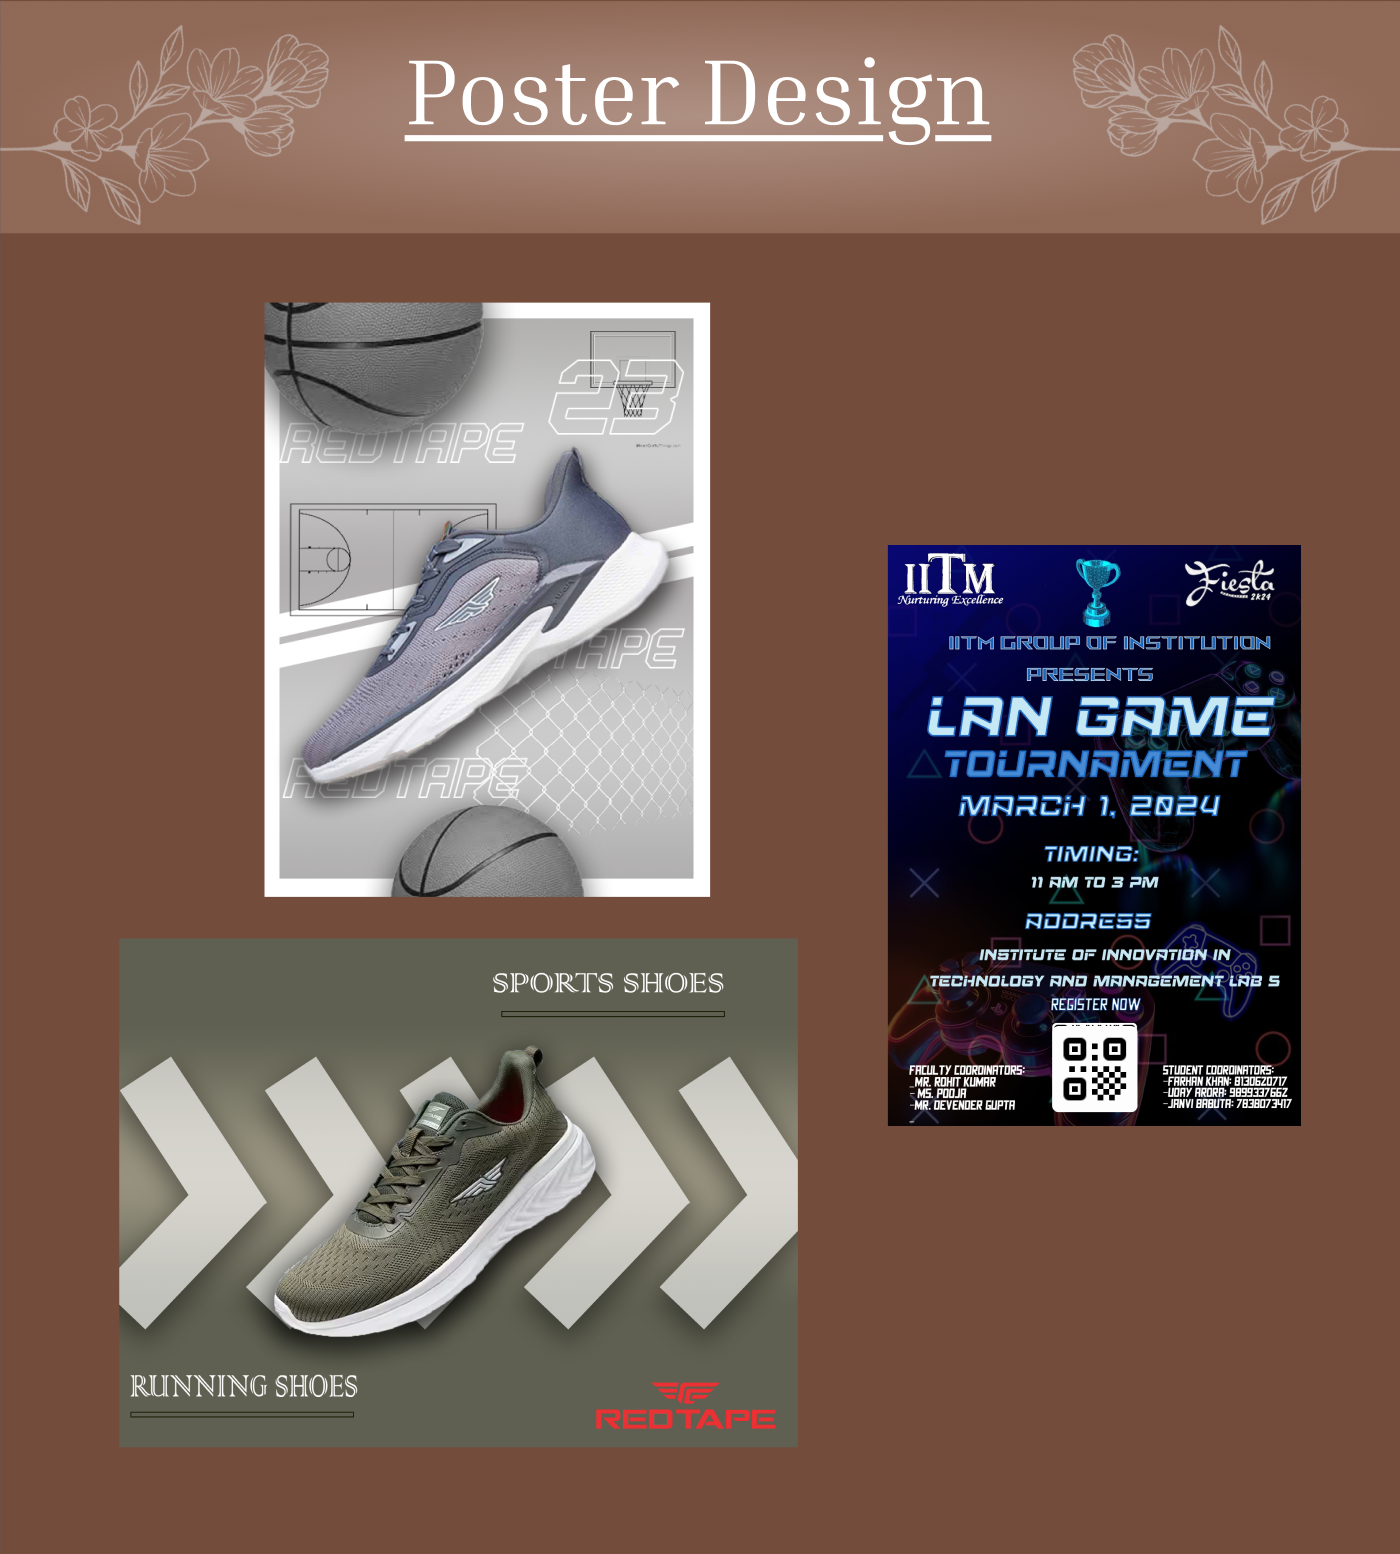 Poster Design
23
REDTAPE
TAPE
REDTAPE
SPORTS SHOES
RUNNING SHOES
REDTAPE
IITM
Nurturing Excellence
Fiesta
2K24
IITM GROUP OF INSTITUTION
PRESENTS
LAN GAME
TOURNAMENT
MARCH 1, 2024
TIMING:
11 AM TO 3 PM
ADDRESS
INSTITUTE OF INNOVATION IN
TECHNOLOGY AND MANAGEMENT LAB 5
REGISTER NOW
FACULTY COORDINATORS:
_MR. ROHIT KUMAR
- MS. POOJA
-MR. DEVENDER GUPTA
STUDENT COORDINATORS:
-FARHAN KHAN: 8130620717
-UDAY ARORA: 9899337662
-JANVI BABUTA: 7838073417